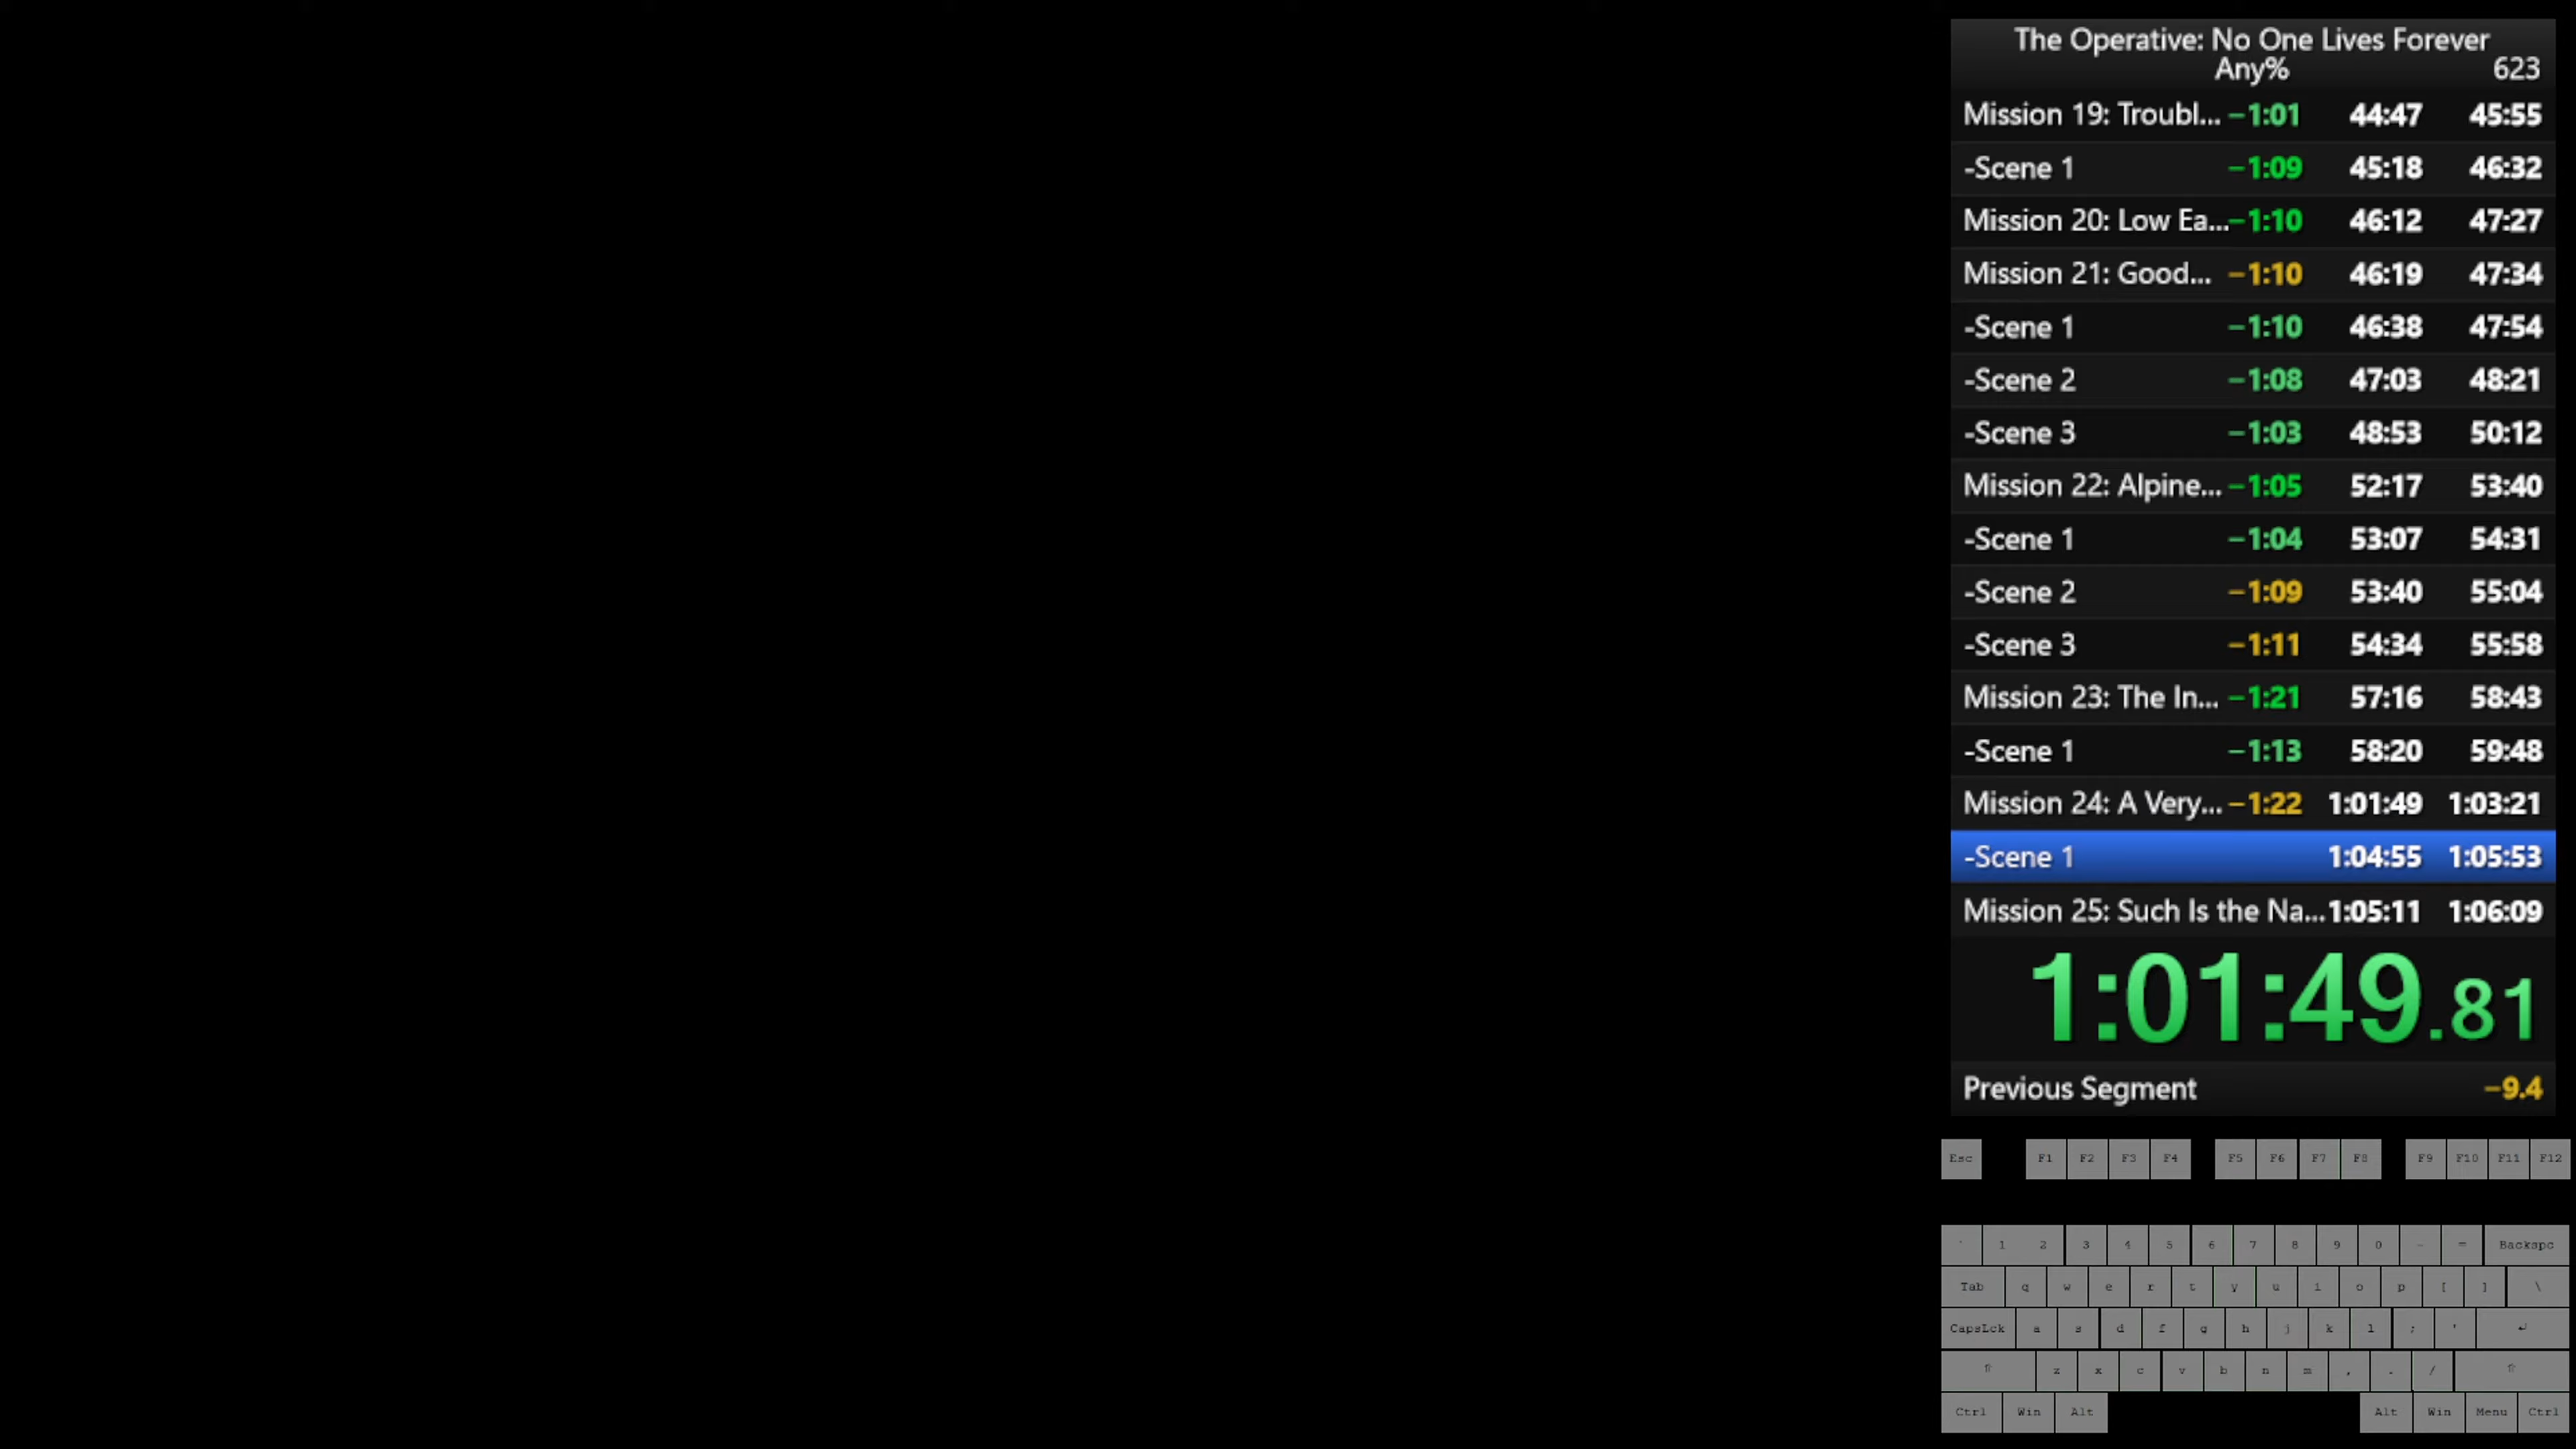 The Operative: No One Lives Forever
Any% 623
Mission 19: Troubl... −1:01 44:47 45:55
-Scene 1 −1:09 45:18 46:32
Mission 20: Low Ea... −1:10 46:12 47:27
Mission 21: Good... −1:10 46:19 47:34
-Scene 1 −1:10 46:38 47:54
-Scene 2 −1:08 47:03 48:21
-Scene 3 −1:03 48:53 50:12
Mission 22: Alpine... −1:05 52:17 53:40
-Scene 1 −1:04 53:07 54:31
-Scene 2 −1:09 53:40 55:04
-Scene 3 −1:11 54:34 55:58
Mission 23: The In... −1:21 57:16 58:43
-Scene 1 −1:13 58:20 59:48
Mission 24: A Very... −1:22 1:01:49 1:03:21
-Scene 1 1:04:55 1:05:53
Mission 25: Such Is the Na... 1:05:11 1:06:09
1:01:49.81
Previous Segment −9.4
Esc F1 F2 F3 F4 F5 F6 F7 F8 F9 F10 F11 F12
` 1 2 3 4 5 6 7 8 9 0 - = Backspc
Tab q w e r t y u i o p [ ] \
CapsLck a s d f g h j k l ; ' ↵
⇧ z x c v b n m , . / ⇧
Ctrl Win Alt Alt Win Menu Ctrl